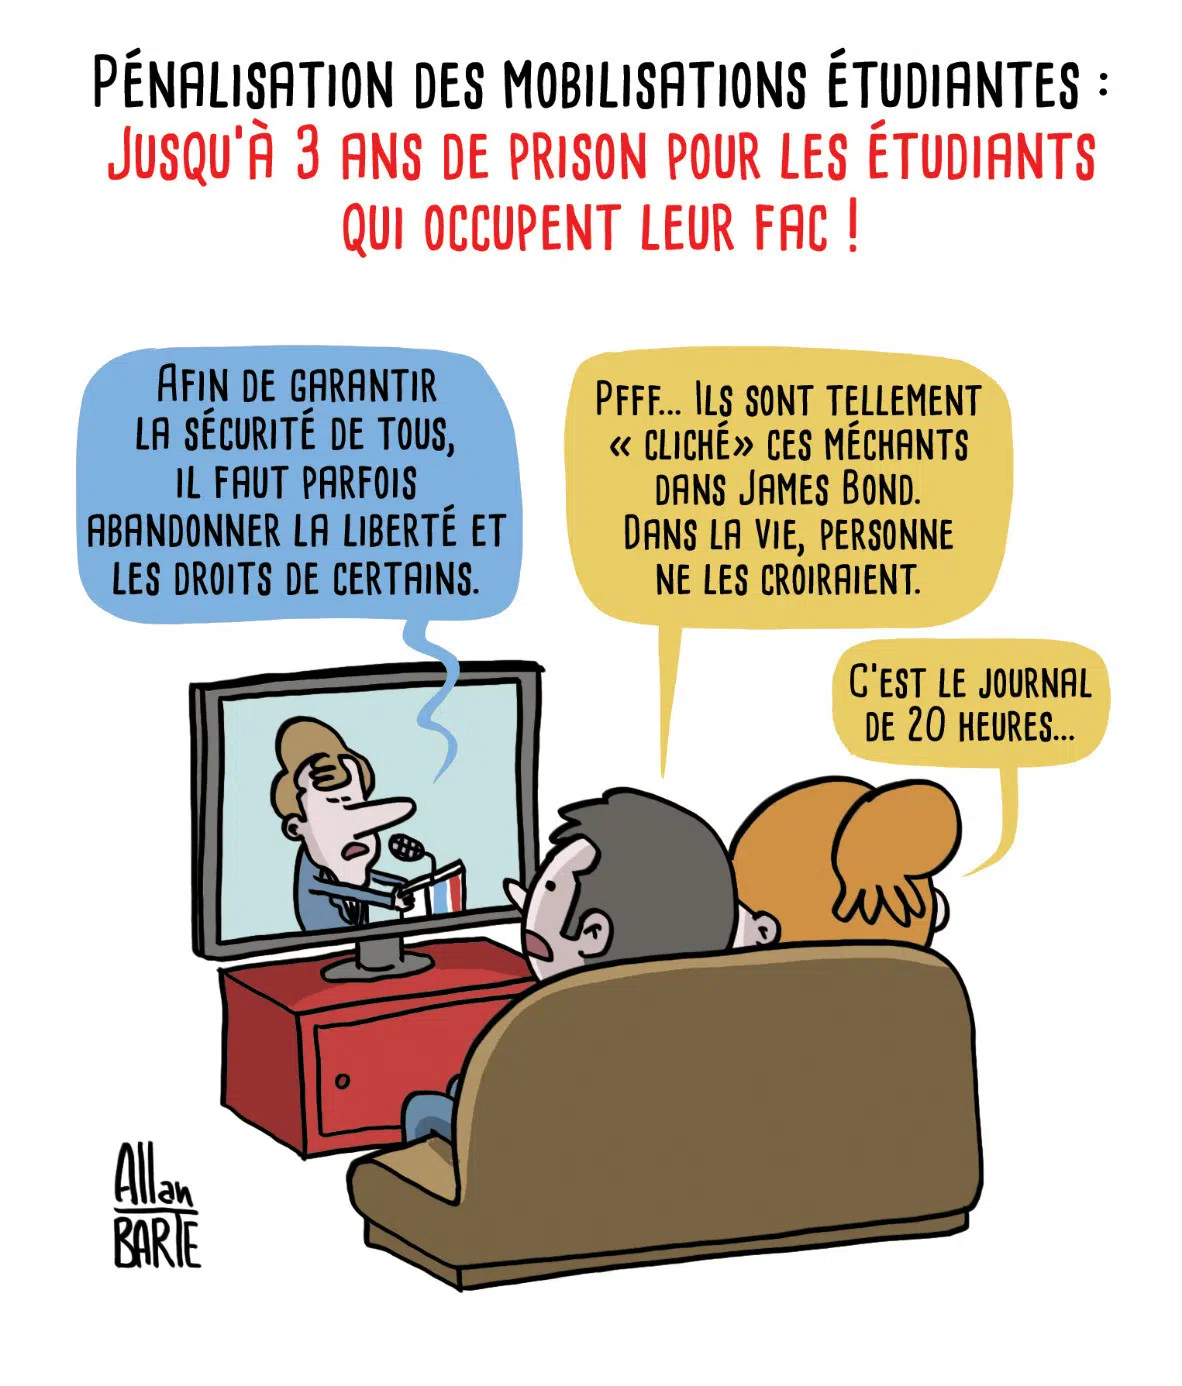 Pénalisation des mobilisations étudiantes :
Jusqu'à 3 ans de prison pour les étudiants
qui occupent leur fac !
Afin de garantir
la sécurité de tous,
il faut parfois
abandonner la liberté et
les droits de certains.
Pfff... Ils sont tellement
« cliché» ces méchants
dans James Bond.
Dans la vie, personne
ne les croiraient.
C'est le journal
de 20 heures...
Allan
BARTE